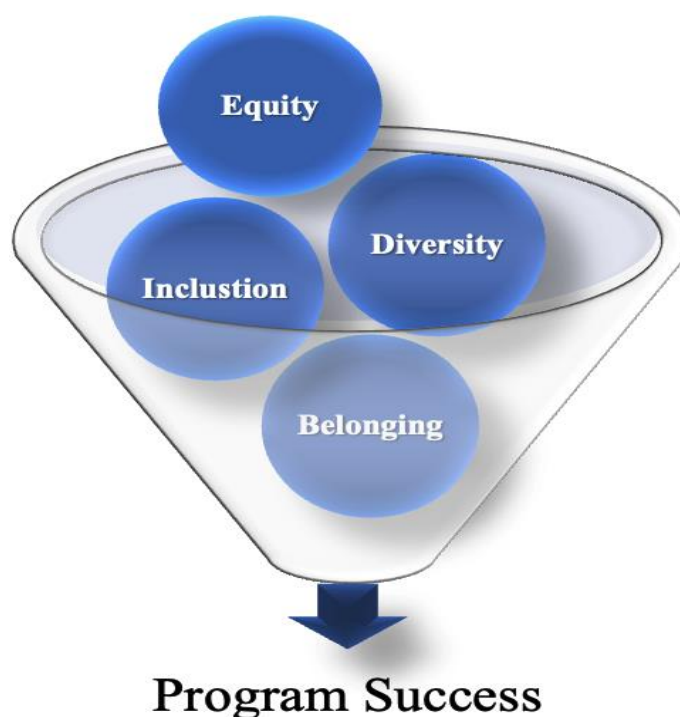 Equity
Diversity
Inclustion
Belonging
Program Success